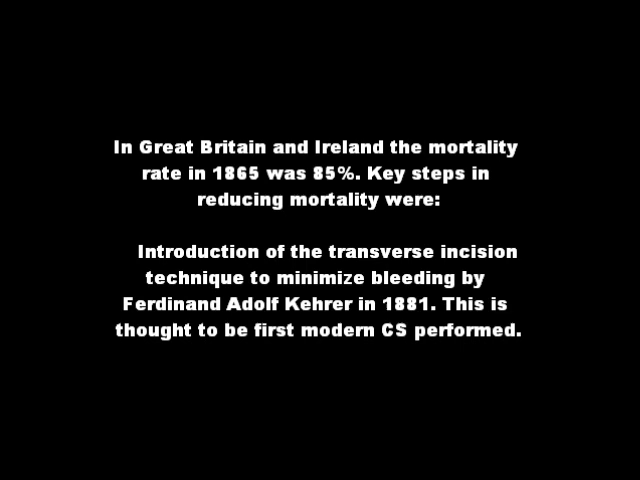 In Great Britain and Ireland the mortality
rate in 1865 was 85%. Key steps in
reducing mortality were:
Introduction of the transverse incision
technique to minimize bleeding by
Ferdinand Adolf Kehrer in 1881. This is
thought to be first modern CS performed.